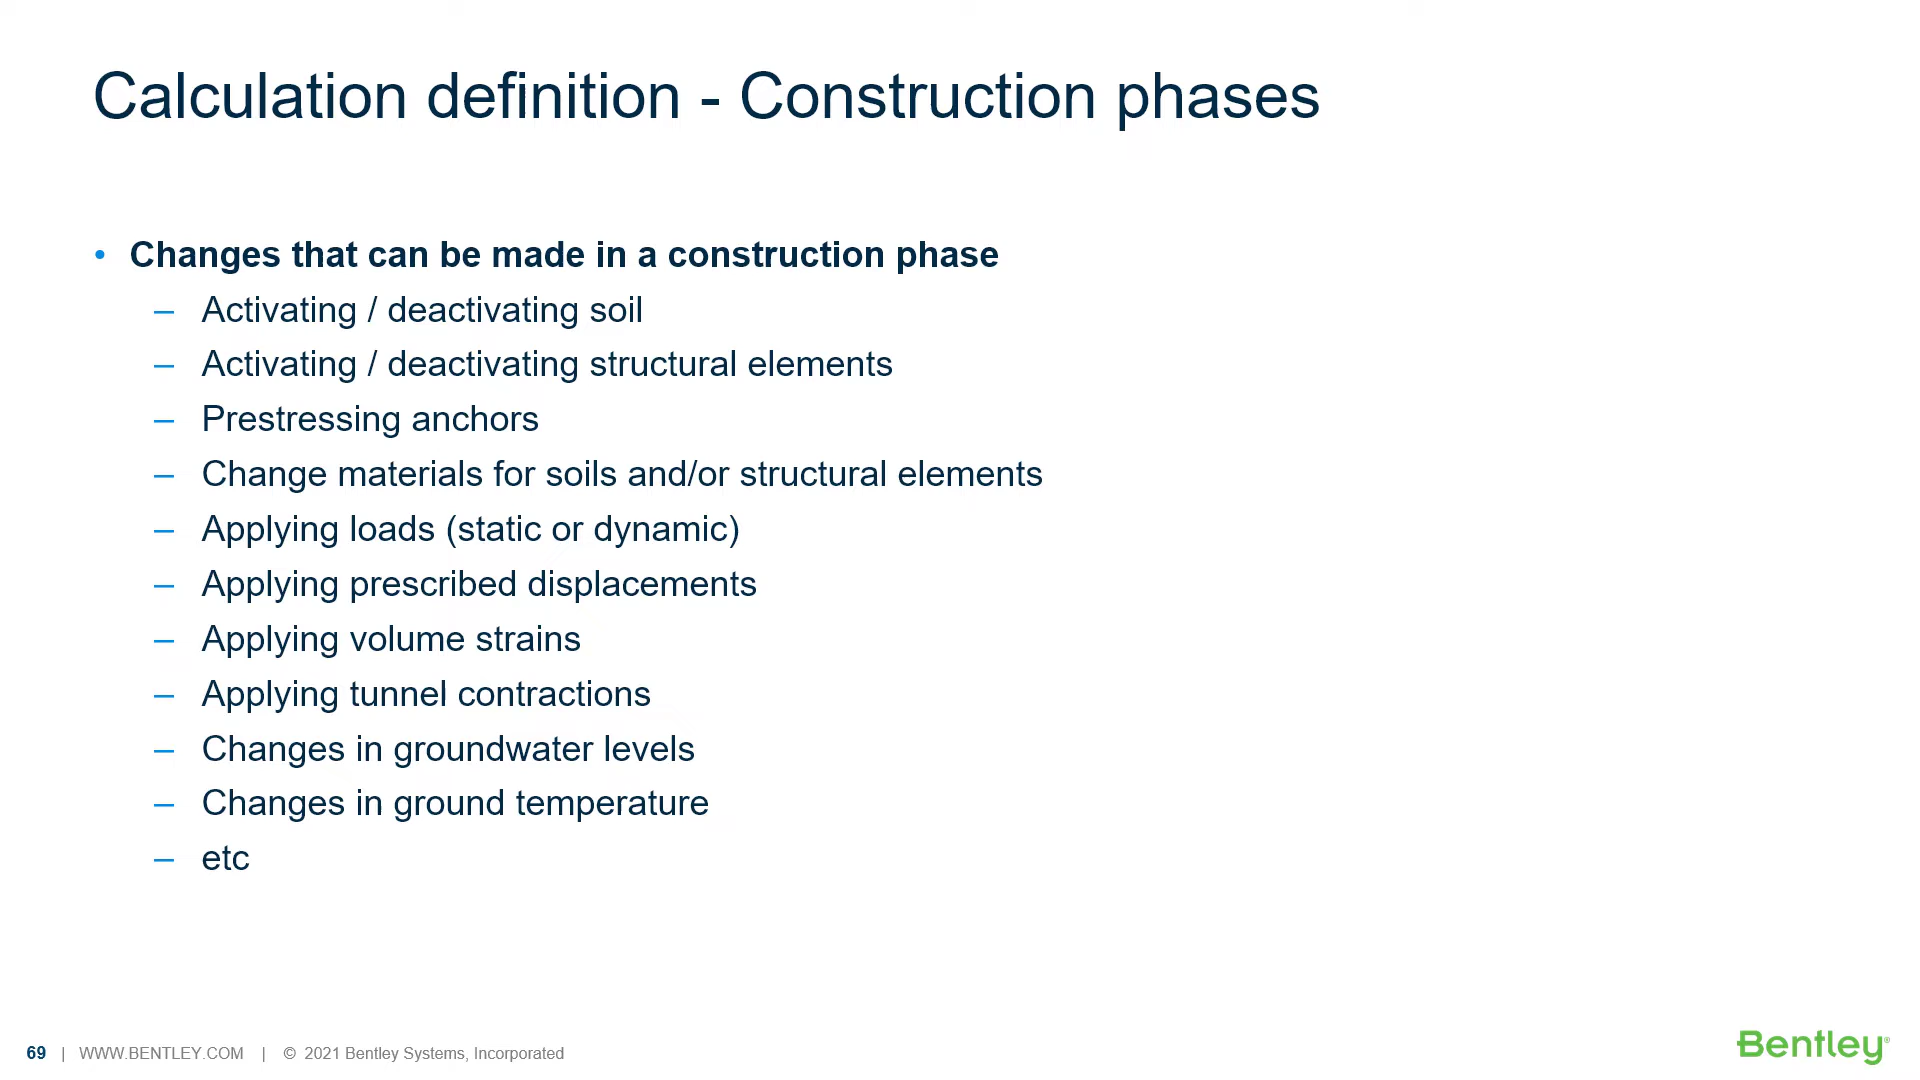 Calculation definition - Construction phases
• Changes that can be made in a construction phase
– Activating / deactivating soil
– Activating / deactivating structural elements
– Prestressing anchors
– Change materials for soils and/or structural elements
– Applying loads (static or dynamic)
– Applying prescribed displacements
– Applying volume strains
– Applying tunnel contractions
– Changes in groundwater levels
– Changes in ground temperature
– etc
69 | WWW.BENTLEY.COM | © 2021 Bentley Systems, Incorporated
Bentley®